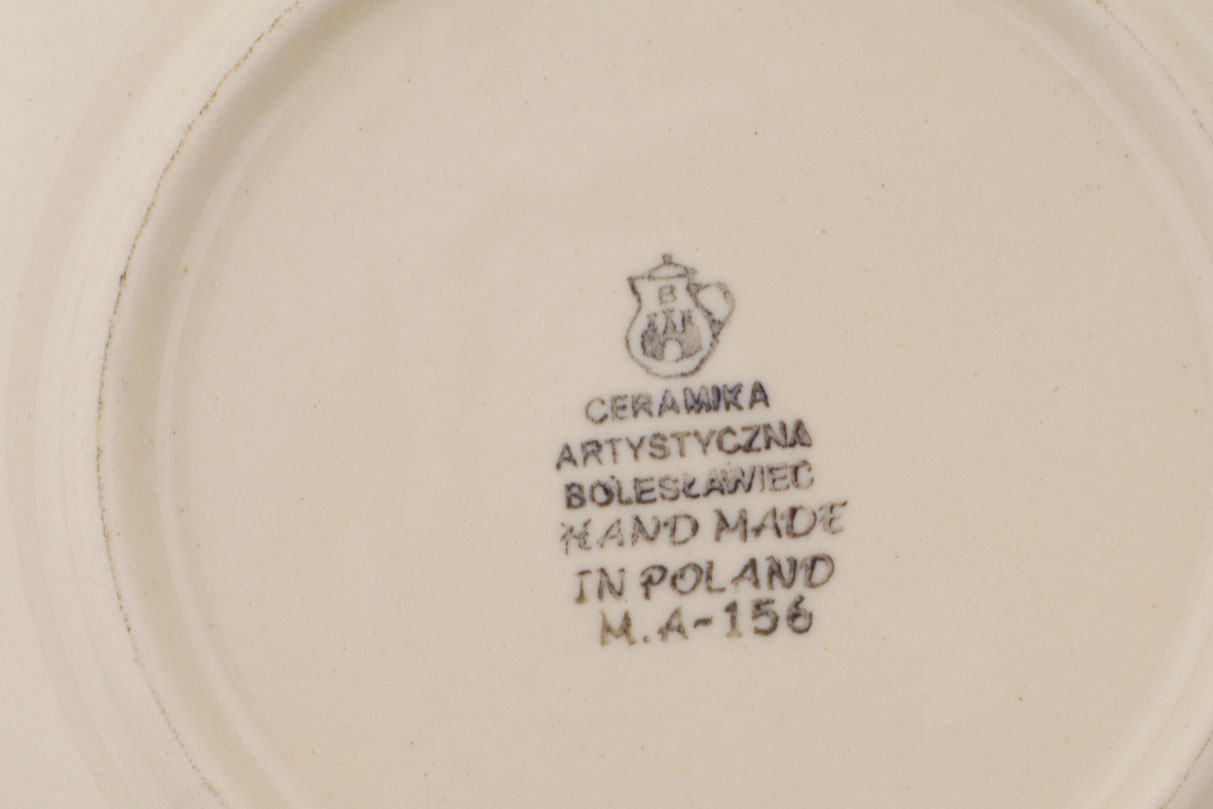 B
CERAMIKA
ARTYSTYCZNA
BOLESŁAWIEC
HAND MADE
IN POLAND
M.A-156